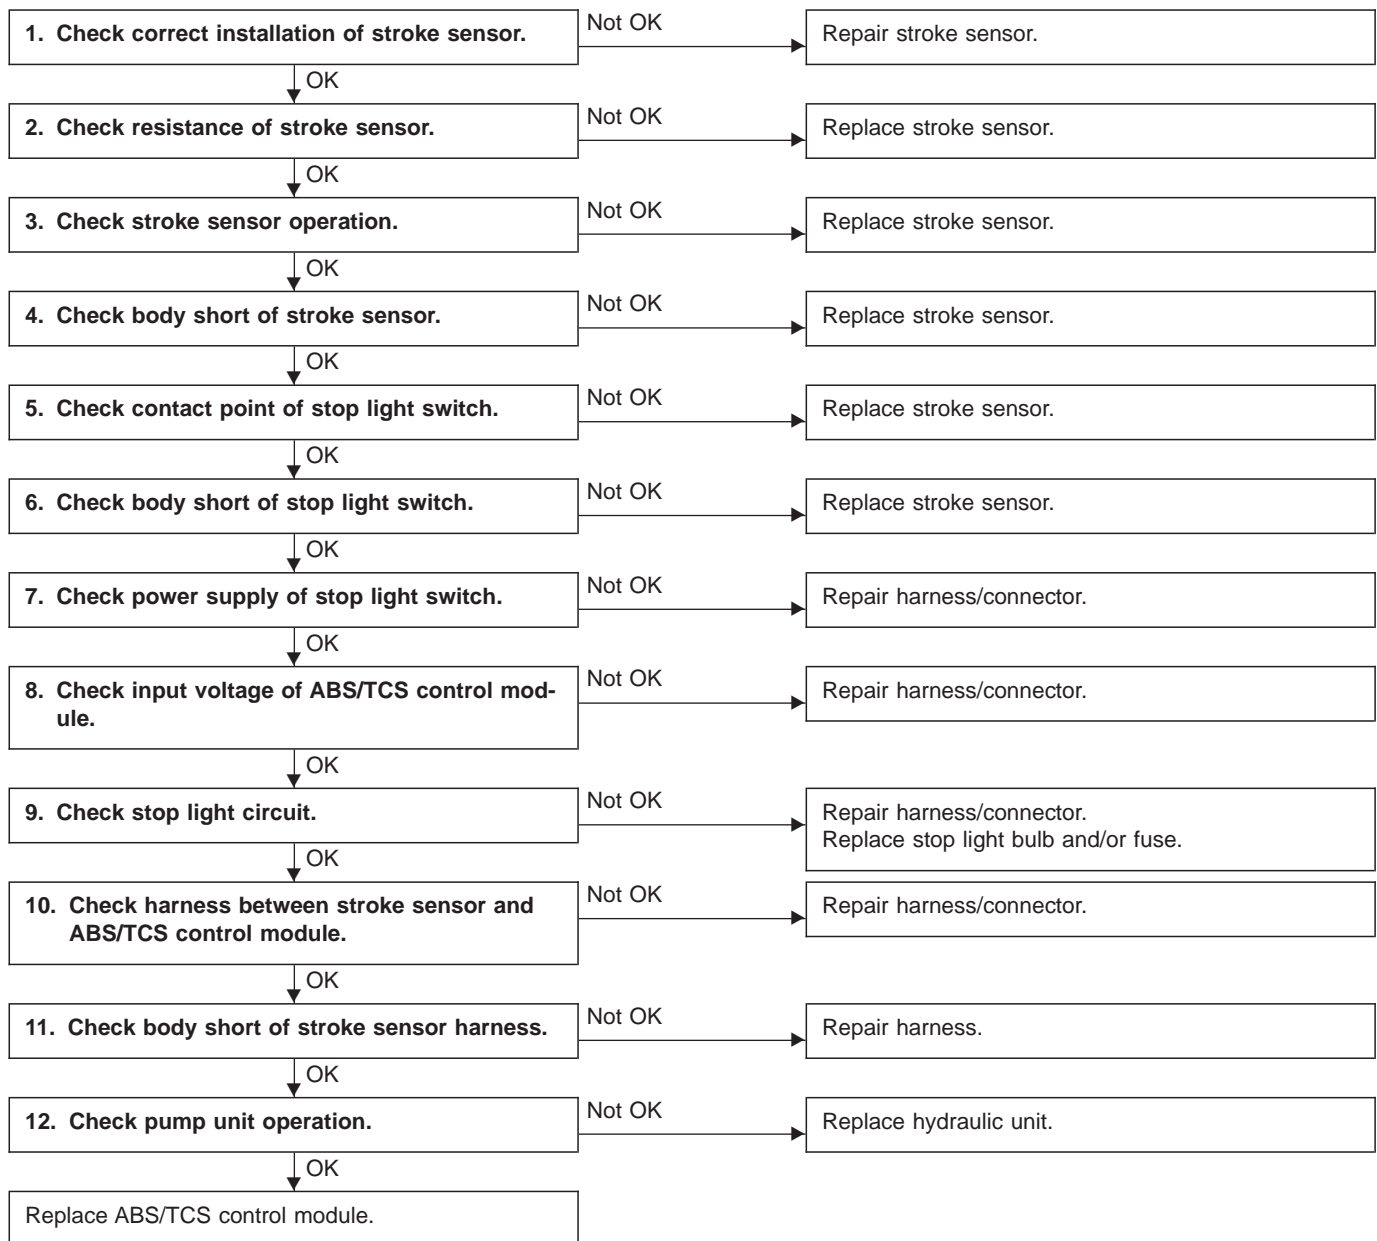 1. Check correct installation of stroke sensor.
Not OK
Repair stroke sensor.
OK
2. Check resistance of stroke sensor.
Not OK
Replace stroke sensor.
OK
3. Check stroke sensor operation.
Not OK
Replace stroke sensor.
OK
4. Check body short of stroke sensor.
Not OK
Replace stroke sensor.
OK
5. Check contact point of stop light switch.
Not OK
Replace stroke sensor.
OK
6. Check body short of stop light switch.
Not OK
Replace stroke sensor.
OK
7. Check power supply of stop light switch.
Not OK
Repair harness/connector.
OK
8. Check input voltage of ABS/TCS control mod-
ule.
Not OK
Repair harness/connector.
OK
9. Check stop light circuit.
Not OK
Repair harness/connector.
Replace stop light bulb and/or fuse.
OK
10. Check harness between stroke sensor and
ABS/TCS control module.
Not OK
Repair harness/connector.
OK
11. Check body short of stroke sensor harness.
Not OK
Repair harness.
OK
12. Check pump unit operation.
Not OK
Replace hydraulic unit.
OK
Replace ABS/TCS control module.